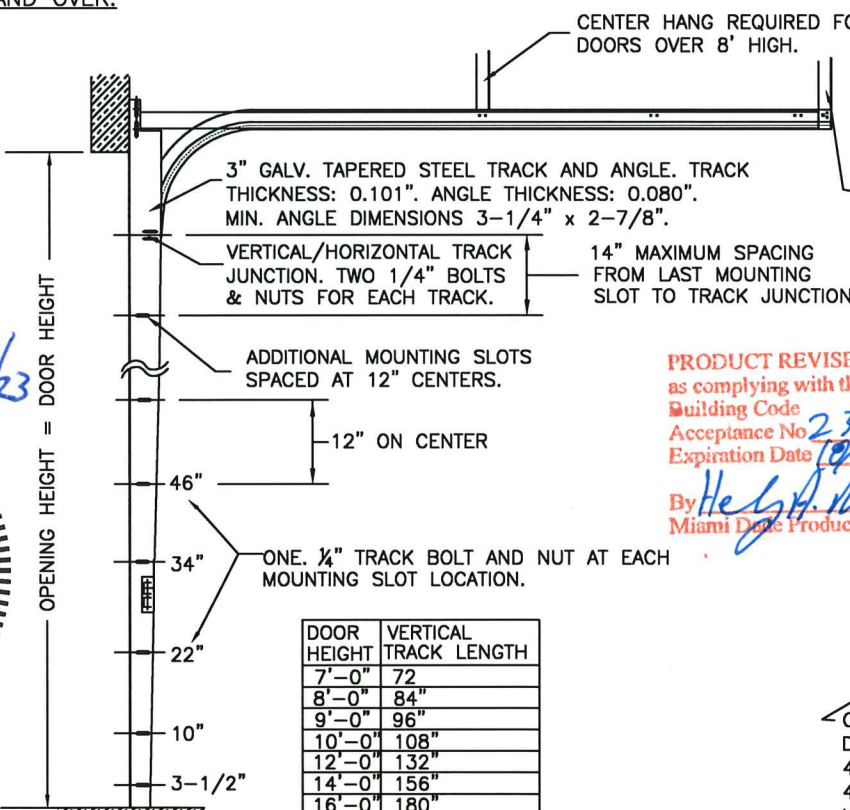 AND OVER.
CENTER HANG REQUIRED FO
DOORS OVER 8' HIGH.
3" GALV. TAPERED STEEL TRACK AND ANGLE. TRACK
THICKNESS: 0.101". ANGLE THICKNESS: 0.080".
MIN. ANGLE DIMENSIONS 3-1/4" x 2-7/8".
VERTICAL/HORIZONTAL TRACK
JUNCTION. TWO 1/4" BOLTS
& NUTS FOR EACH TRACK.
14" MAXIMUM SPACING
FROM LAST MOUNTING
SLOT TO TRACK JUNCTION
OPENING HEIGHT = DOOR HEIGHT
/23
ADDITIONAL MOUNTING SLOTS
SPACED AT 12" CENTERS.
12" ON CENTER
PRODUCT REVISE
as complying with th
Building Code
Acceptance No 23
Expiration Date
By
Miami Dade Produc
46"
34"
22"
10"
3-1/2"
ONE. ¼" TRACK BOLT AND NUT AT EACH
MOUNTING SLOT LOCATION.
DOOR HEIGHT VERTICAL TRACK LENGTH
7'-0" 72
8'-0" 84"
9'-0" 96"
10'-0" 108"
12'-0" 132"
14'-0" 156"
16'-0" 180"
D
4
4